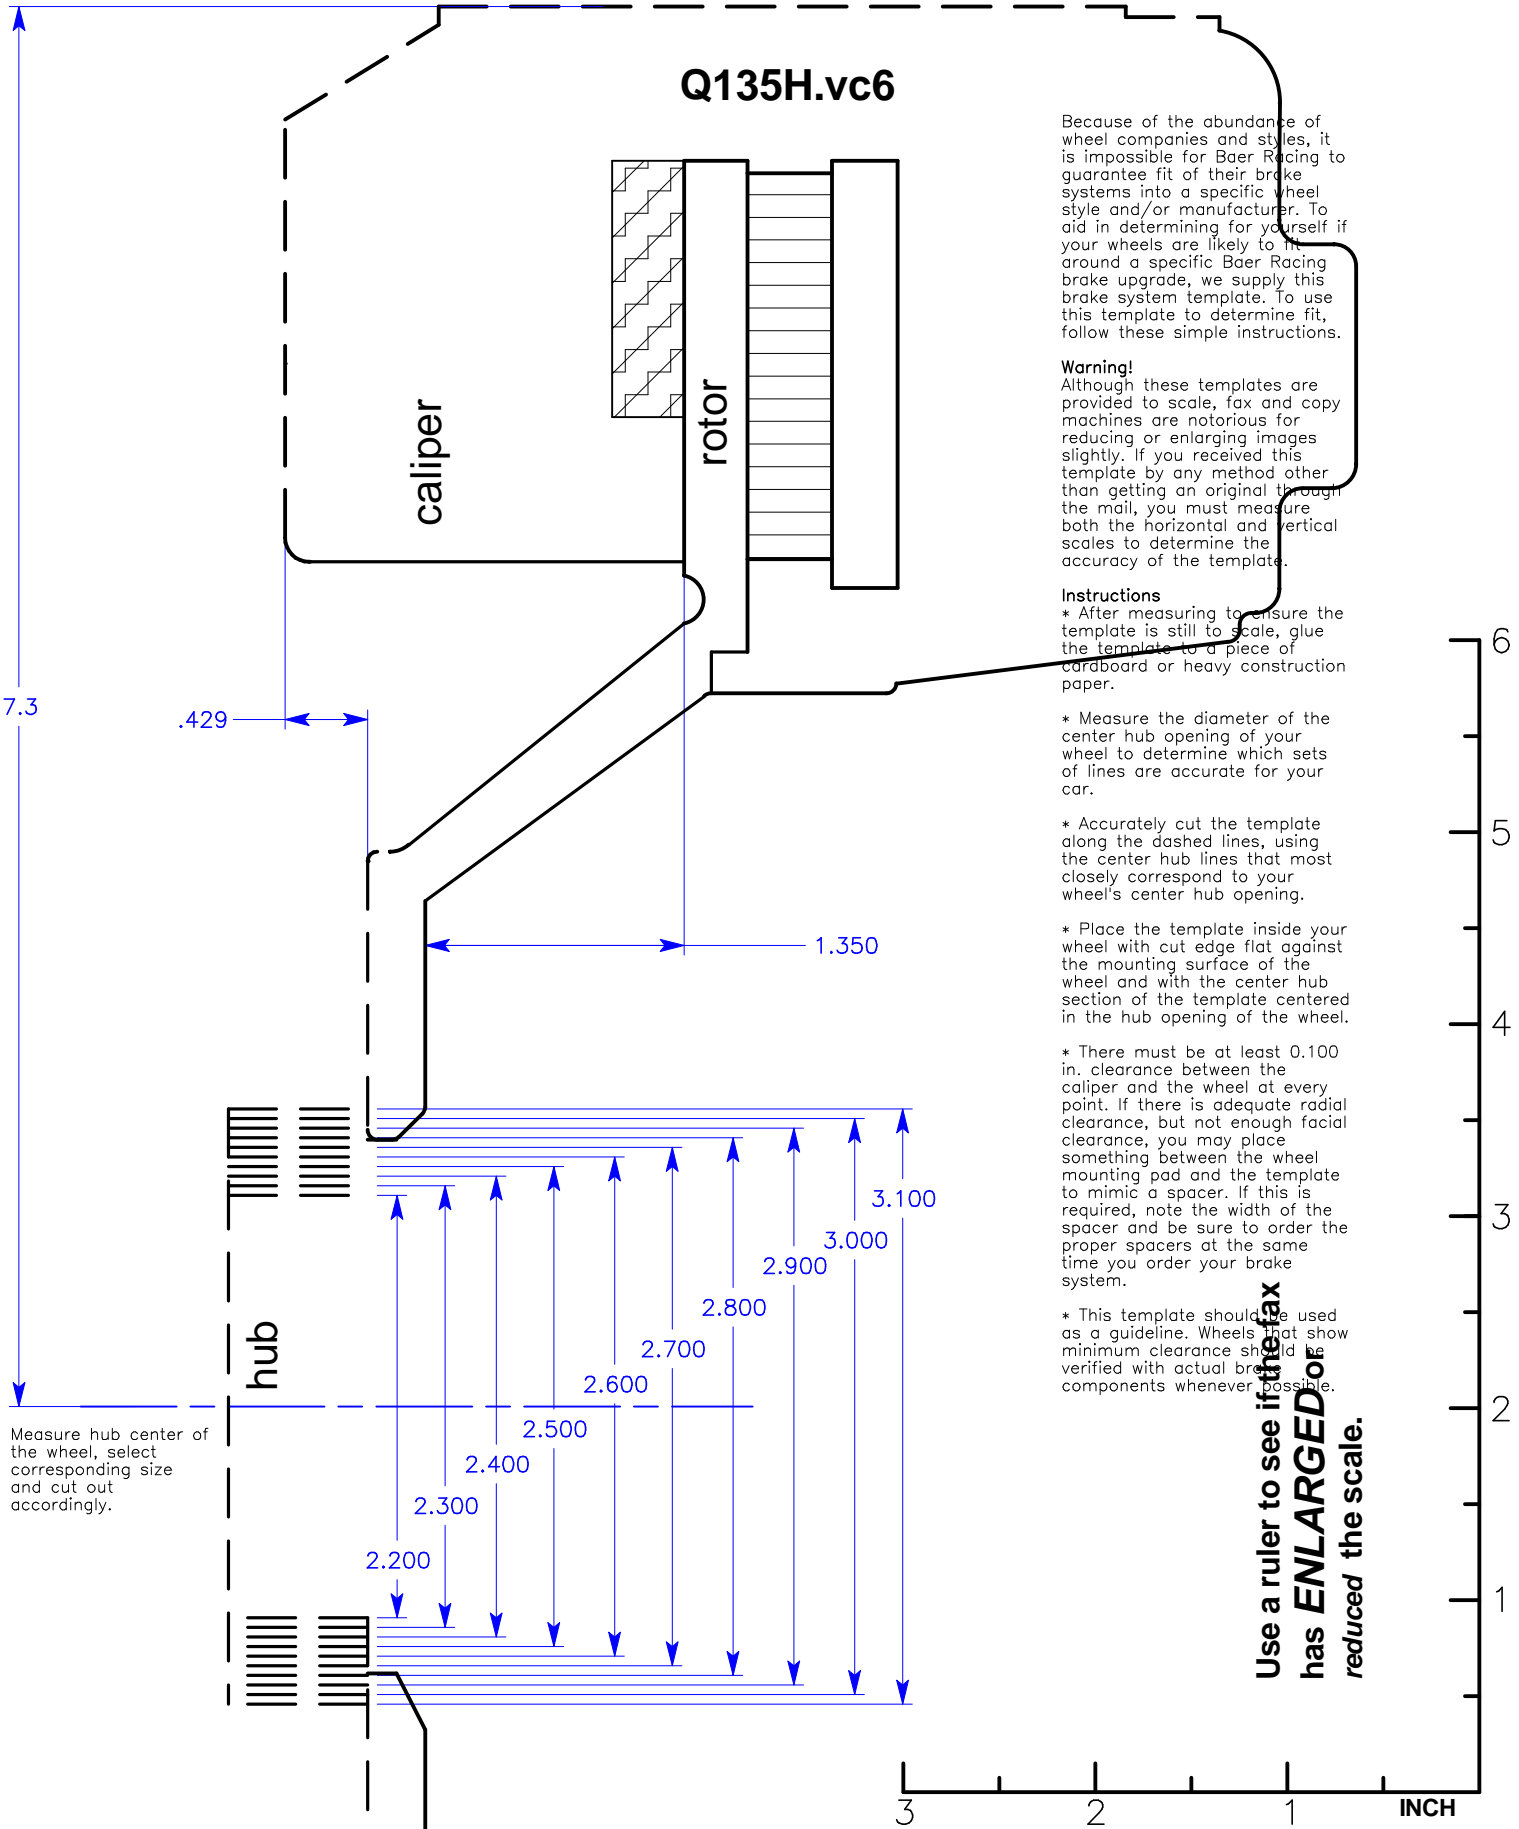 Q135H.vc6
Because of the abundance of
wheel companies and styles, it
is impossible for Baer Racing to
guarantee fit of their brake
systems into a specific wheel
style and/or manufacturer. To
aid in determining for yourself if
your wheels are likely to fit
around a specific Baer Racing
brake upgrade, we supply this
brake system template. To use
this template to determine fit,
follow these simple instructions.
Warning!
Although these templates are
provided to scale, fax and copy
machines are notorious for
reducing or enlarging images
slightly. If you received this
template by any method other
than getting an original through
the mail, you must measure
both the horizontal and vertical
scales to determine the
accuracy of the template.
Instructions
* After measuring to ensure the
template is still to scale, glue
the template to a piece of
cardboard or heavy construction
paper.
* Measure the diameter of the
center hub opening of your
wheel to determine which sets
of lines are accurate for your
car.
* Accurately cut the template
along the dashed lines, using
the center hub lines that most
closely correspond to your
wheel's center hub opening.
* Place the template inside your
wheel with cut edge flat against
the mounting surface of the
wheel and with the center hub
section of the template centered
in the hub opening of the wheel.
* There must be at least 0.100
in. clearance between the
caliper and the wheel at every
point. If there is adequate radial
clearance, but not enough facial
clearance, you may place
something between the wheel
mounting pad and the template
to mimic a spacer. If this is
required, note the width of the
spacer and be sure to order the
proper spacers at the same
time you order your brake
system.
* This template should be used
as a guideline. Wheels that show
minimum clearance should be
verified with actual brake
components whenever possible.
caliper
rotor
7.3
.429
1.350
3.100
3.000
2.900
2.800
2.700
2.600
2.500
2.400
2.300
2.200
hub
Measure hub center of
the wheel, select
corresponding size
and cut out
accordingly.
Use a ruler to see if the fax
has ENLARGED or
reduced the scale.
6
5
4
3
2
1
3
2
1
INCH